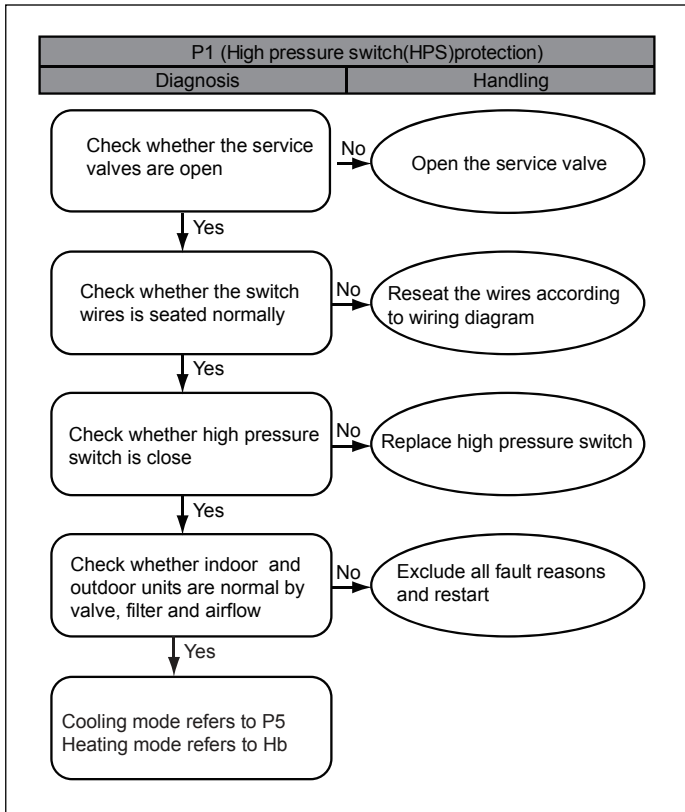 P1 (High pressure switch(HPS)protection)
Diagnosis
Handling
Check whether the service
valves are open
No
Open the service valve
Yes
Check whether the switch
wires is seated normally
No
Reseat the wires according
to wiring diagram
Yes
Check whether high pressure
switch is close
No
Replace high pressure switch
Yes
Check whether indoor and
outdoor units are normal by
valve, filter and airflow
No
Exclude all fault reasons
and restart
Yes
Cooling mode refers to P5
Heating mode refers to Hb